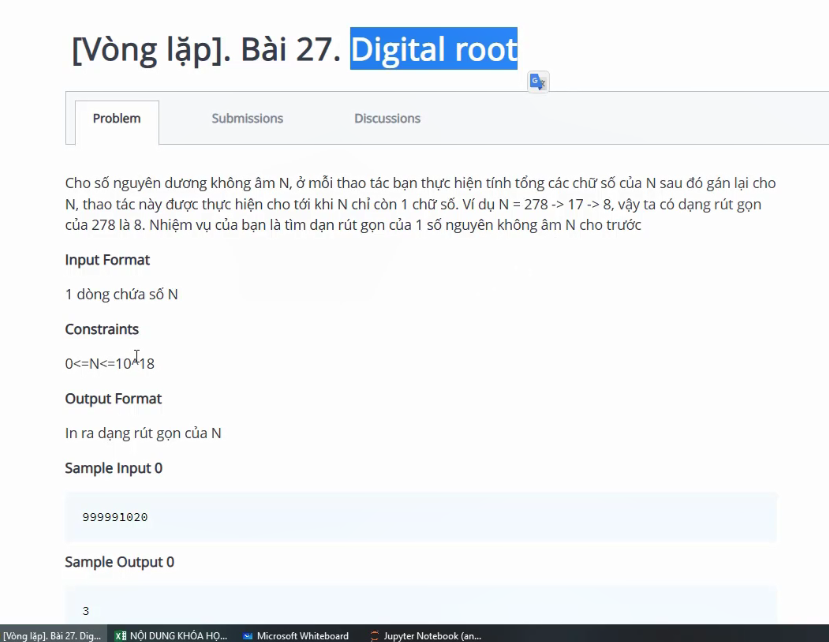 [Vòng lặp]. Bài 27. Digital root
Problem
Submissions
Discussions
Cho số nguyên dương không âm N, ở mỗi thao tác bạn thực hiện tính tổng các chữ số của N sau đó gán lại cho
N, thao tác này được thực hiện cho tới khi N chỉ còn 1 chữ số. Ví dụ N = 278 -> 17 -> 8, vậy ta có dạng rút gọn
của 278 là 8. Nhiệm vụ của bạn là tìm dạn rút gọn của 1 số nguyên không âm N cho trước
Input Format
1 dòng chứa số N
Constraints
0<=N<=10^18
Output Format
In ra dạng rút gọn của N
Sample Input 0
999991020
Sample Output 0
3
[Vòng lặp]. Bài 27. Dig...
NỘI DUNG KHÓA HỌ...
Microsoft Whiteboard
Jupyter Notebook (an...